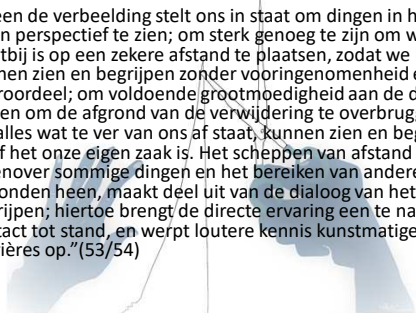 een de verbeelding stelt ons in staat om dingen in h
n perspectief te zien; om sterk genoeg te zijn om w
tbij is op een zekere afstand te plaatsen, zodat we
nen zien en begrijpen zonder vooringenomenheid e
roordeel; om voldoende grootmoedigheid aan de d
en om de afgrond van de verwijdering te overbrug
alles wat te ver van ons af staat, kunnen zien en beg
f het onze eigen zaak is. Het scheppen van afstand
enover sommige dingen en het bereiken van andere
onden heen, maakt deel uit van de dialoog van het
rijpen; hiertoe brengt de directe ervaring een te na
tact tot stand, en werpt loutere kennis kunstmatige
ières op.”(53/54)